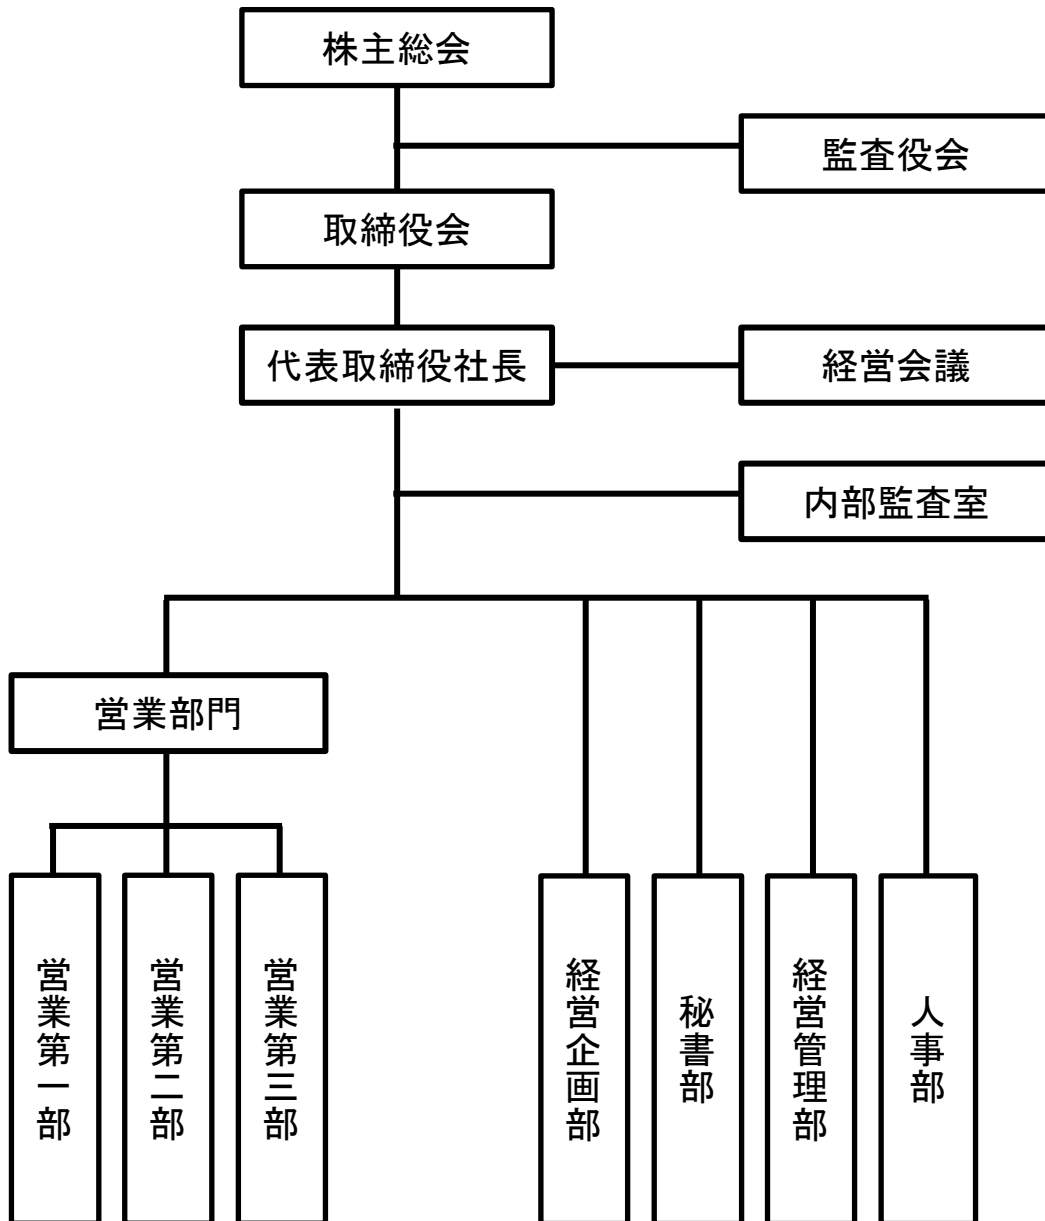 株主総会
監査役会
取締役会
代表取締役社長
経営会議
内部監査室
営業部門
営業第一部
営業第二部
営業第三部
経営企画部
秘書部
経営管理部
人事部